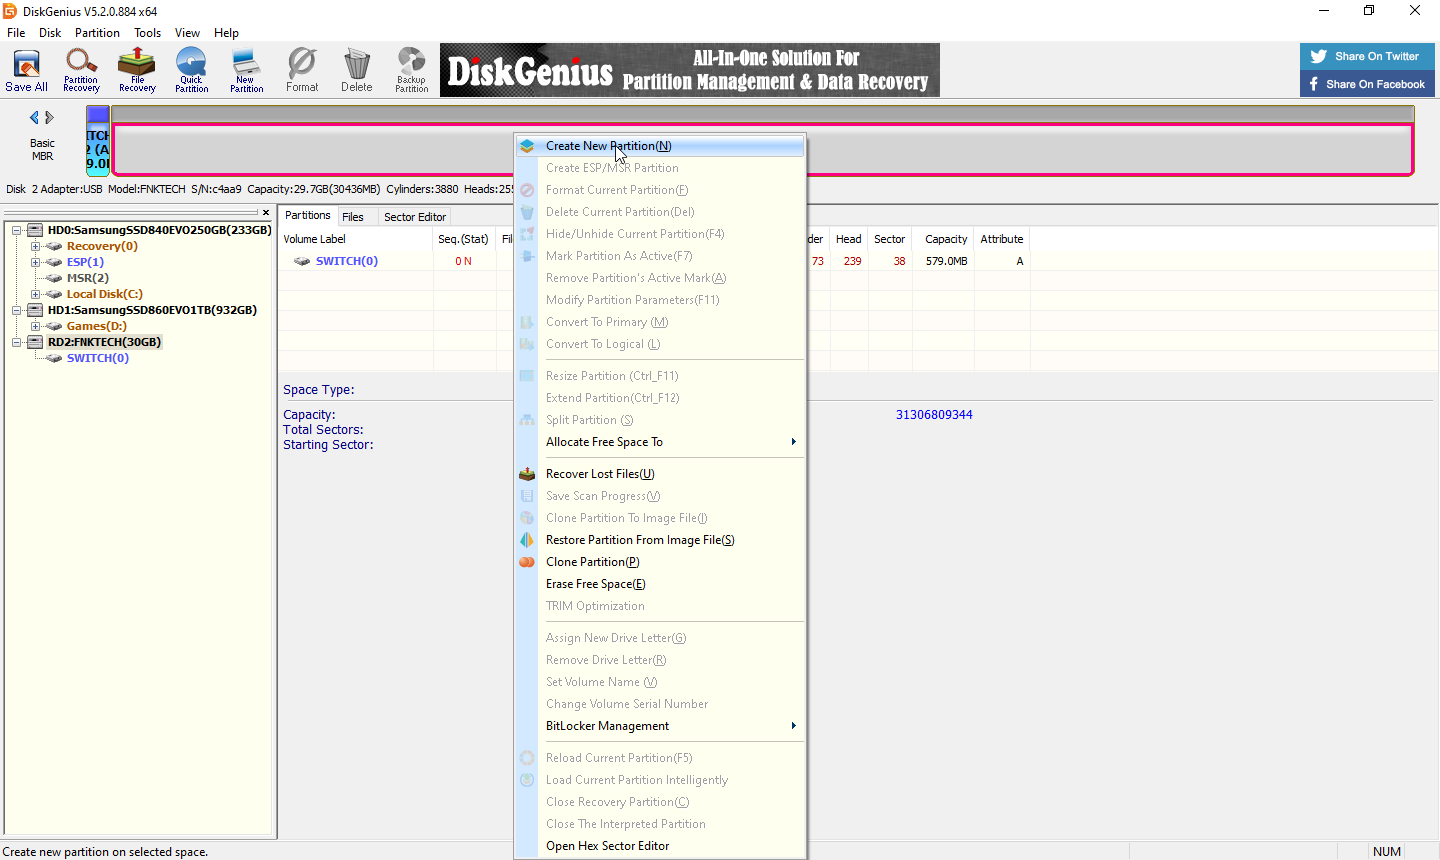 DiskGenius V5.2.0.884 x64
File Disk Partition Tools View Help
Save All
Partition Recovery
File Recovery
Quick Partition
New Partition
Format
Delete
Backup Partition
DiskGenius
All-In-One Solution For
Partition Management & Data Recovery
Share On Twitter
Share On Facebook
Basic
MBR
Disk 2 Adapter:USB Model:FNKTECH S/N:c4aa9 Capacity:29.7GB(30436MB) Cylinders:3880 Heads:255
HD0:SamsungSSD840EVO250GB(233GB)
Recovery(0)
ESP(1)
MSR(2)
Local Disk(C:)
HD1:SamsungSSD860EVO1TB(932GB)
Games(D:)
RD2:FNKTECH(30GB)
SWITCH(0)
Partitions Files Sector Editor
Volume Label Seq.(Stat) Head Sector Capacity Attribute
SWITCH(0) 0 N 73 239 38 579.0MB A
Space Type:
Capacity: 31306809344
Total Sectors:
Starting Sector:
Create New Partition(N)
Create ESP/MSR Partition
Format Current Partition(F)
Delete Current Partition(Del)
Hide/Unhide Current Partition(F4)
Mark Partition As Active(F7)
Remove Partition's Active Mark(A)
Modify Partition Parameters(F11)
Convert To Primary (M)
Convert To Logical (L)
Resize Partition (Ctrl_F11)
Extend Partition(Ctrl_F12)
Split Partition (S)
Allocate Free Space To
Recover Lost Files(U)
Save Scan Progress(V)
Clone Partition To Image File(I)
Restore Partition From Image File(S)
Clone Partition(P)
Erase Free Space(E)
TRIM Optimization
Assign New Drive Letter(G)
Remove Drive Letter(R)
Set Volume Name (V)
Change Volume Serial Number
BitLocker Management
Reload Current Partition(F5)
Load Current Partition Intelligently
Close Recovery Partition(C)
Close The Interpreted Partition
Open Hex Sector Editor
Create new partition on selected space.
NUM